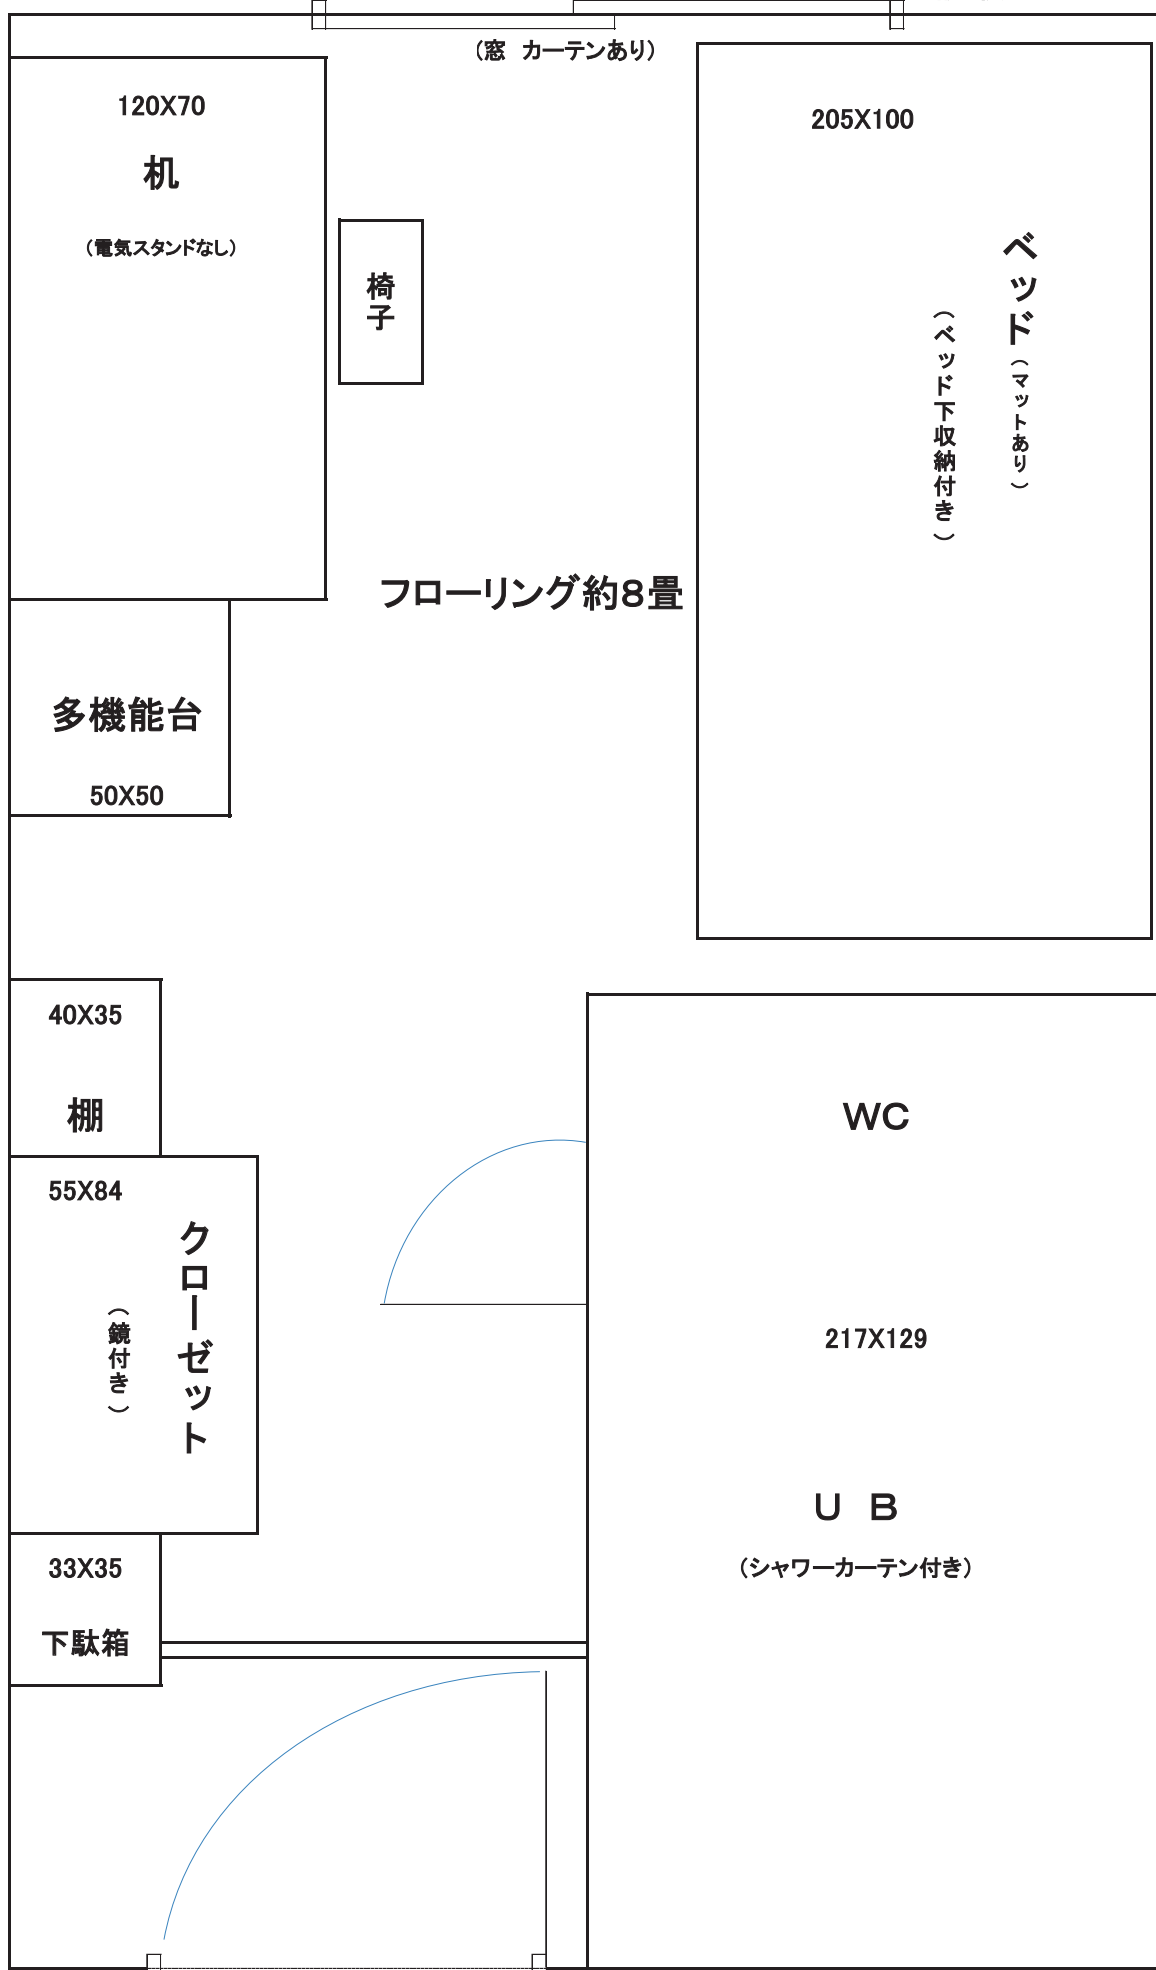 （窓　カーテンあり）
120X70
机
（電気スタンドなし）
椅子
205X100
ベッド（マットあり）
（ベッド下収納付き）
フローリング約8畳
多機能台
50X50
40X35
棚
55X84
クローゼット
（鏡付き）
33X35
下駄箱
WC
217X129
U B
（シャワーカーテン付き）